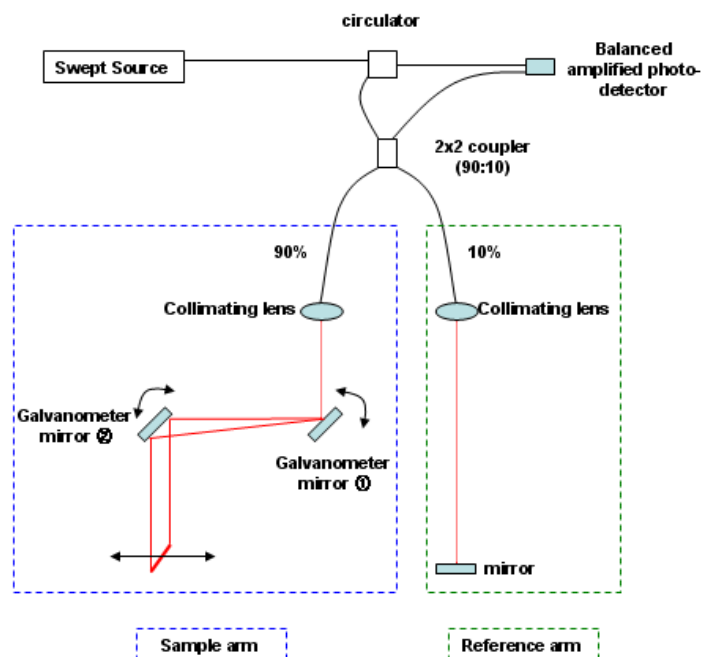 circulator
Swept Source
Balanced
amplified photo-
detector
2x2 coupler
(90:10)
90%
10%
Collimating lens
Collimating lens
Galvanometer
mirror ②
Galvanometer
mirror ①
mirror
Sample arm
Reference arm